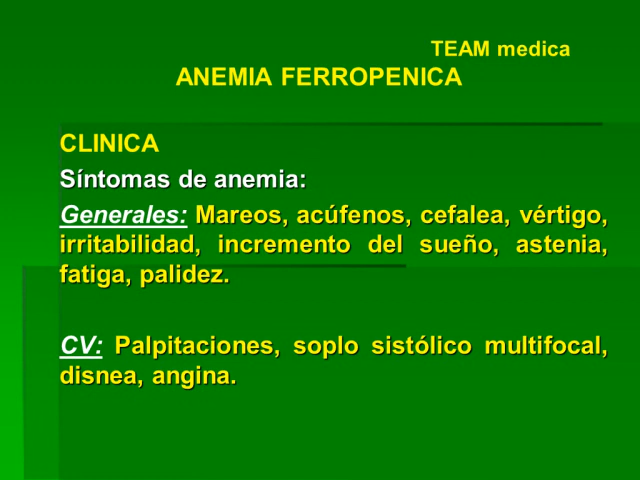 TEAM medica
ANEMIA FERROPENICA
CLINICA
Síntomas de anemia:
Generales: Mareos, acúfenos, cefalea, vértigo,
irritabilidad, incremento del sueño, astenia,
fatiga, palidez.
CV: Palpitaciones, soplo sistólico multifocal,
disnea, angina.